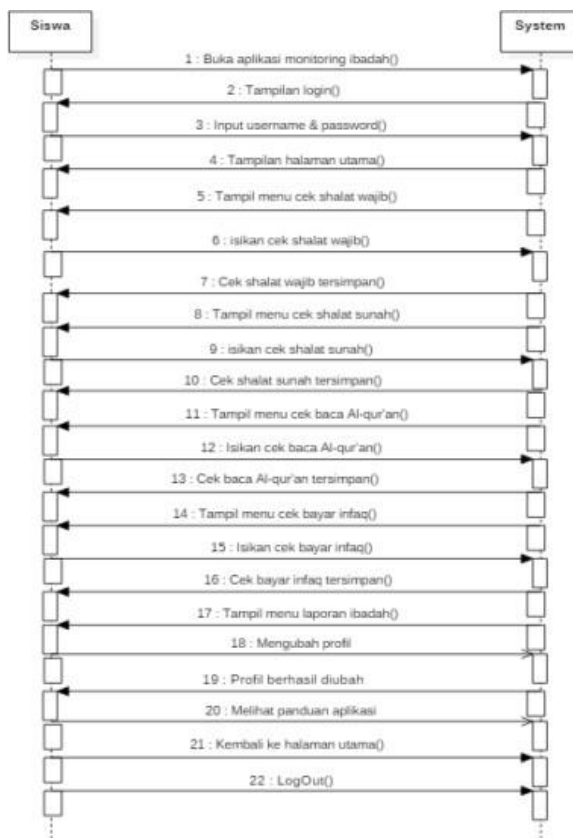 Siswa
System
1 : Buka aplikasi monitoring ibadah()
2 : Tampilan login()
3 : Input username & password()
4 : Tampilan halaman utama()
5 : Tampil menu cek shalat wajib()
6 : isikan cek shalat wajib()
7 : Cek shalat wajib tersimpan()
8 : Tampil menu cek shalat sunah()
9 : isikan cek shalat sunah()
10 : Cek shalat sunah tersimpan()
11 : Tampil menu cek baca Al-qur'an()
12 : Isikan cek baca Al-qur'an()
13 : Cek baca Al-qur'an tersimpan()
14 : Tampil menu cek bayar infaq()
15 : Isikan cek bayar infaq()
16 : Cek bayar infaq tersimpan()
17 : Tampil menu laporan ibadah()
18 : Mengubah profil
19 : Profil berhasil diubah
20 : Melihat panduan aplikasi
21 : Kembali ke halaman utama()
22 : LogOut()